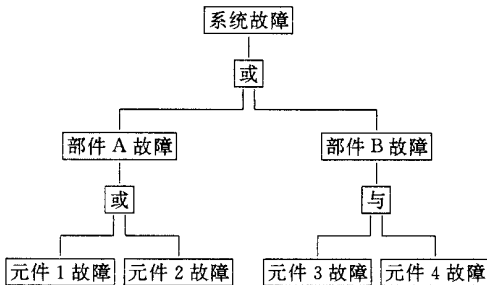 系统故障
或
部件 A 故障
部件 B 故障
或
与
元件 1 故障
元件 2 故障
元件 3 故障
元件 4 故障